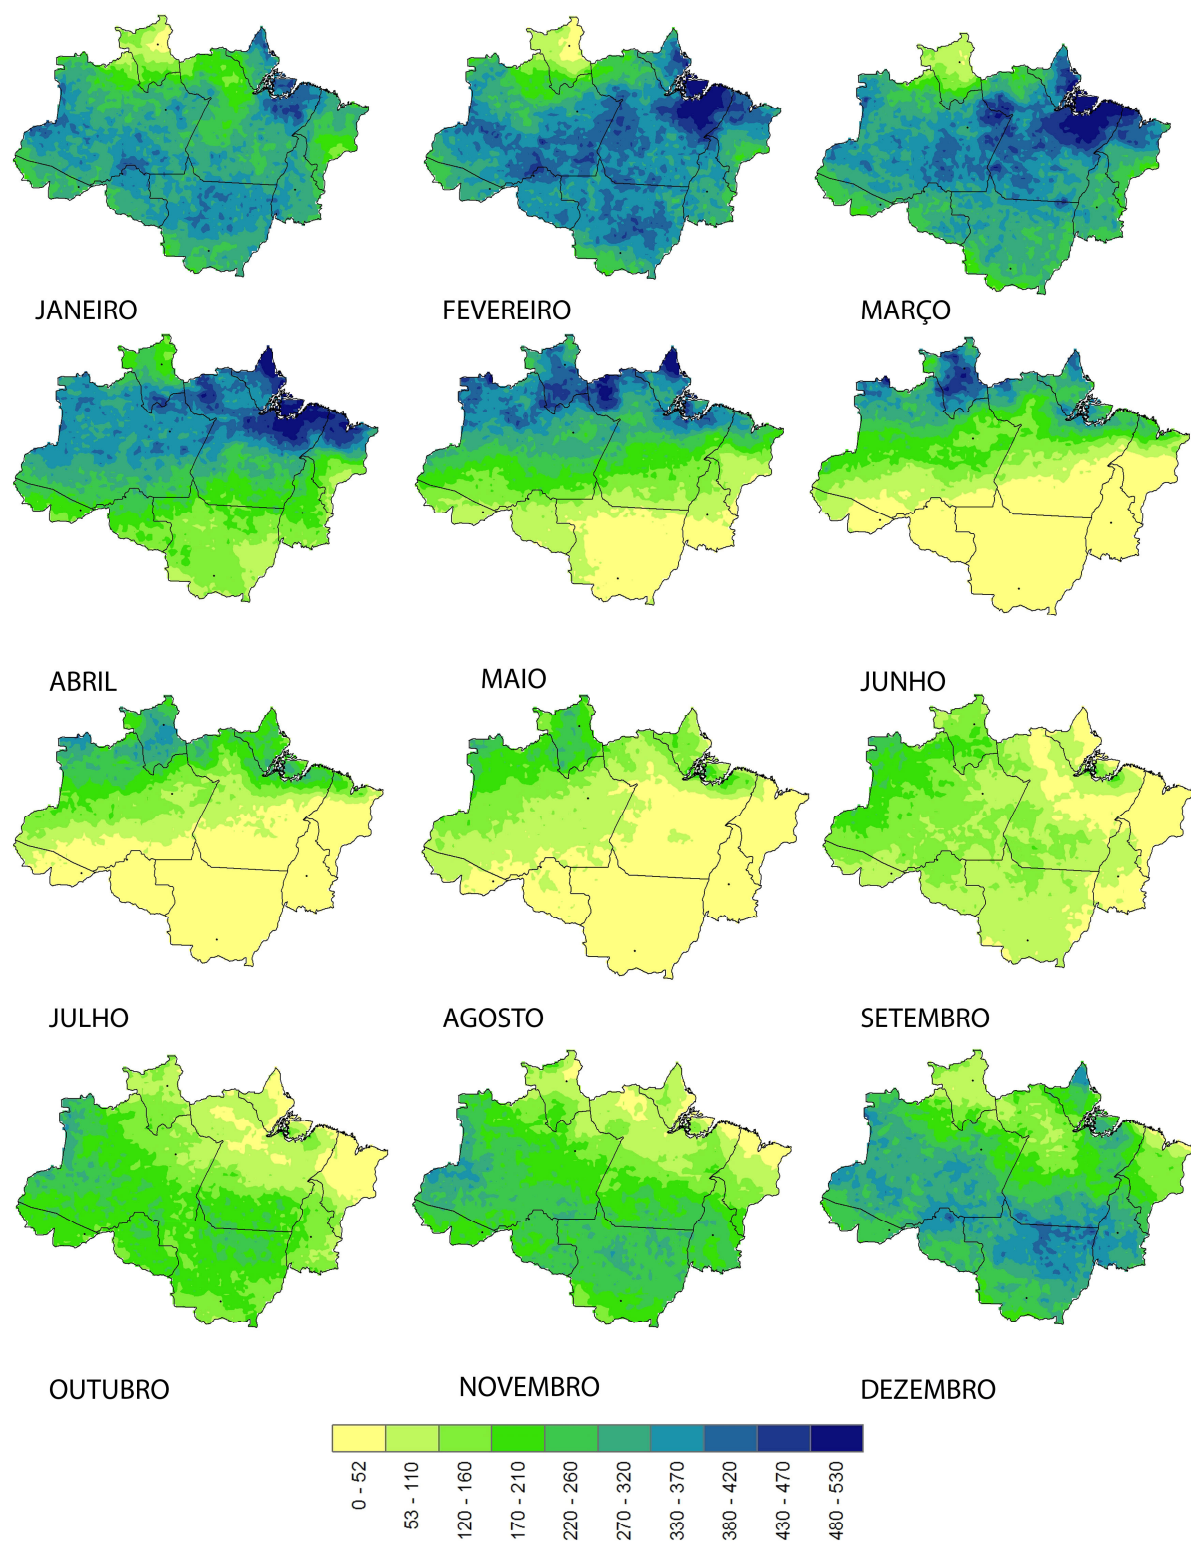 JANEIRO
FEVEREIRO
MARÇO
ABRIL
MAIO
JUNHO
JULHO
AGOSTO
SETEMBRO
OUTUBRO
NOVEMBRO
DEZEMBRO
0 - 52
53 - 110
120 - 160
170 - 210
220 - 260
270 - 320
330 - 370
380 - 420
430 - 470
480 - 530